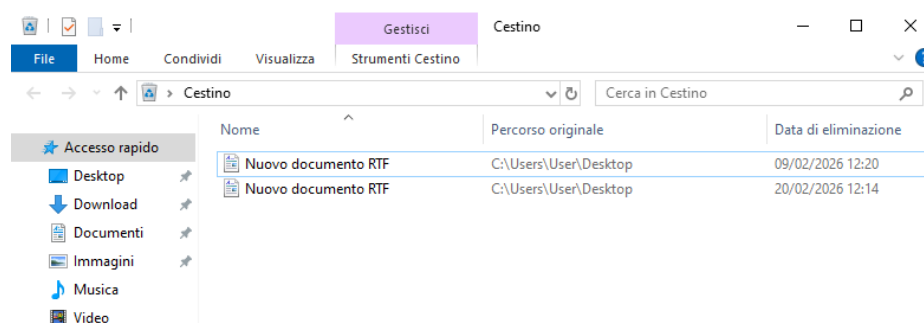 Gestisci Cestino
File Home Condividi Visualizza Strumenti Cestino
Cestino Cerca in Cestino
Nome Percorso originale Data di eliminazione
Accesso rapido
Nuovo documento RTF C:\Users\User\Desktop 09/02/2026 12:20
Desktop
Nuovo documento RTF C:\Users\User\Desktop 20/02/2026 12:14
Download
Documenti
Immagini
Musica
Video